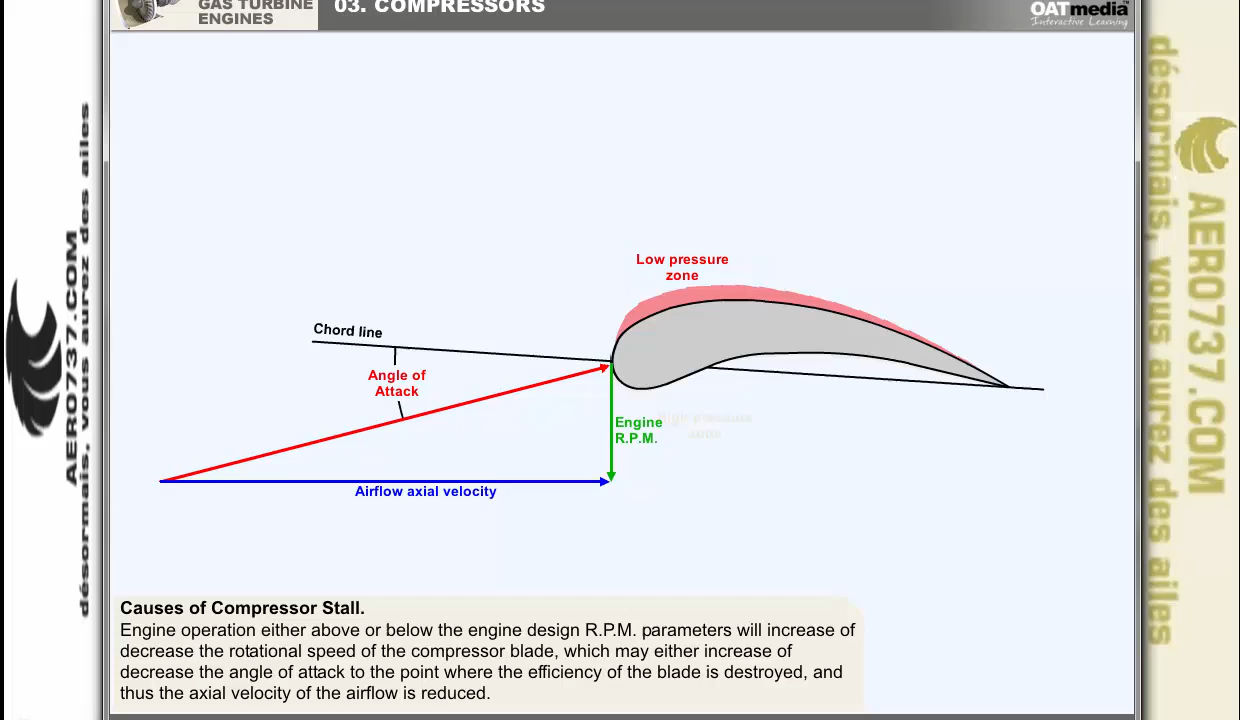 GAS TURBINE
ENGINES
03. COMPRESSORS
OATmedia™
Interactive Learning
Low pressure
zone
Chord line
Angle of
Attack
Engine
R.P.M.
High pressure
zone
Airflow axial velocity
Causes of Compressor Stall.
Engine operation either above or below the engine design R.P.M. parameters will increase of
decrease the rotational speed of the compressor blade, which may either increase of
decrease the angle of attack to the point where the efficiency of the blade is destroyed, and
thus the axial velocity of the airflow is reduced.
AERO737.COM
désormais, vous aurez des ailes
AERO737.COM
désormais, vous aurez des ailes